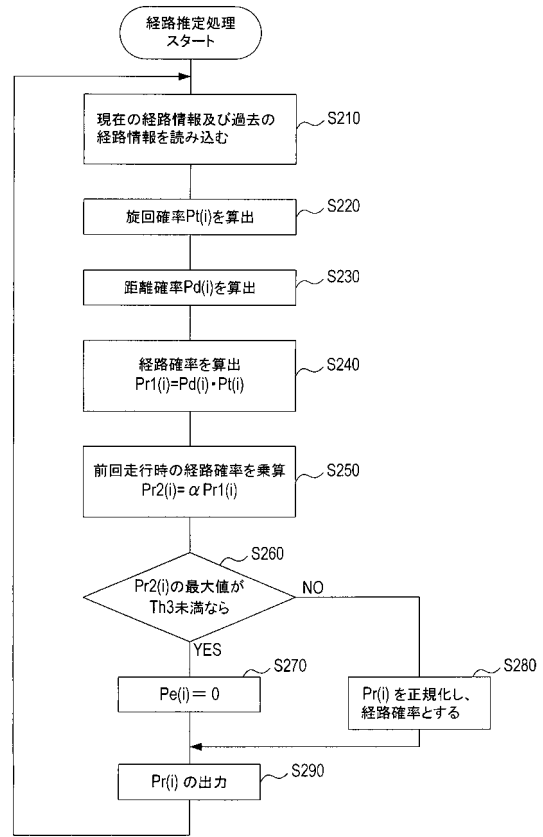 経路推定処理
スタート
現在の経路情報及び過去の
経路情報を読み込む
S210
旋回確率Pt(i)を算出
S220
距離確率Pd(i)を算出
S230
経路確率を算出
Pr1(i)=Pd(i)・Pt(i)
S240
前回走行時の経路確率を乗算
Pr2(i)= α Pr1(i)
S250
Pr2(i)の最大値が
Th3未満なら
S260
NO
YES
Pe(i) = 0
S270
Pr(i) を正規化し、
経路確率とする
S280
Pr(i) の出力
S290